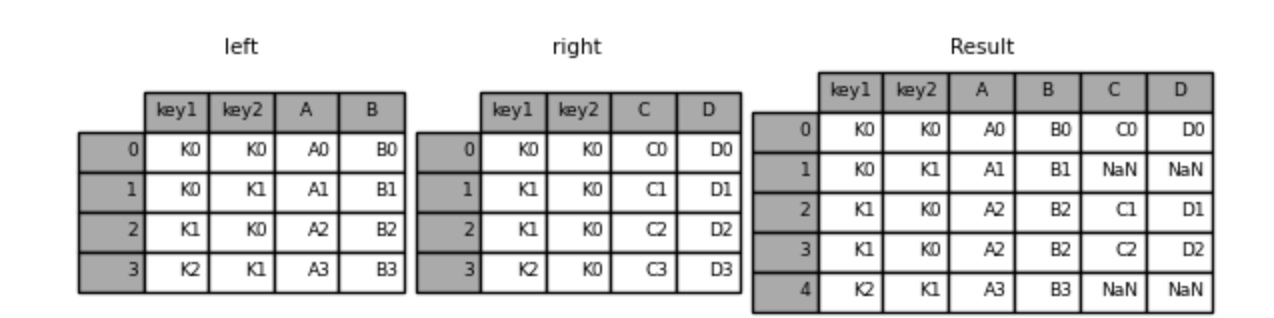 left right Result
key1 key2 A B
0 K0 K0 A0 B0
1 K0 K1 A1 B1
2 K1 K0 A2 B2
3 K2 K1 A3 B3
key1 key2 C D
0 K0 K0 C0 D0
1 K1 K0 C1 D1
2 K1 K0 C2 D2
3 K2 K0 C3 D3
key1 key2 A B C D
0 K0 K0 A0 B0 C0 D0
1 K0 K1 A1 B1 NaN NaN
2 K1 K0 A2 B2 C1 D1
3 K1 K0 A2 B2 C2 D2
4 K2 K1 A3 B3 NaN NaN